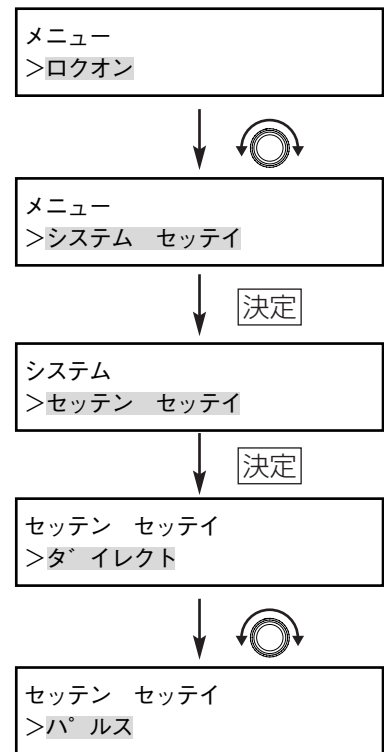 メニュー
>ロクオン
メニュー
>システム　セッテイ
決定
システム
>セッテン　セッテイ
決定
セッテン　セッテイ
>タ゛イレクト
セッテン　セッテイ
>ハ゜ルス